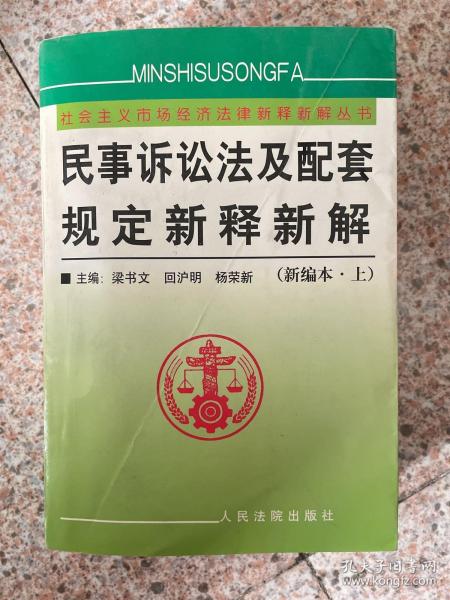 MINSHISUSONGFA
社会主义市场经济法律新释新解丛书
民事诉讼法及配套
规定新释新解
主编:梁书文 回沪明 杨荣新 (新编本·上)
人民法院出版社
孔夫子旧书网
www.kongfz.com